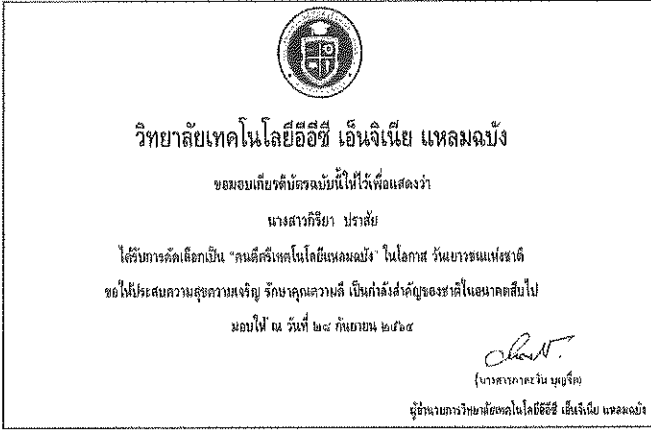 วิทยาลัยเทคโนโลยีอีอีซี เอ็นจิเนีย แหลมฉบัง
ขอมอบเกียรติบัตรฉบับนี้ให้ไว้เพื่อแสดงว่า
นางสาวกิริยา ปราสัย
ได้รับการคัดเลือกเป็น "คนดีศรีเทคโนโลยีแหลมฉบัง" ในโอกาส วันเยาวชนแห่งชาติ
ขอให้ประสบความสุขความเจริญ รักษาคุณความดี เป็นกำลังสำคัญของชาติในอนาคตสืบไป
มอบให้ ณ วันที่ ๒๘ กันยายน ๒๕๖๔
บุญจิต)
ผู้อำนวยการวิทยาลัยเทคโนโลยีอีอีซี เอ็นจิเนีย แหลมฉบัง